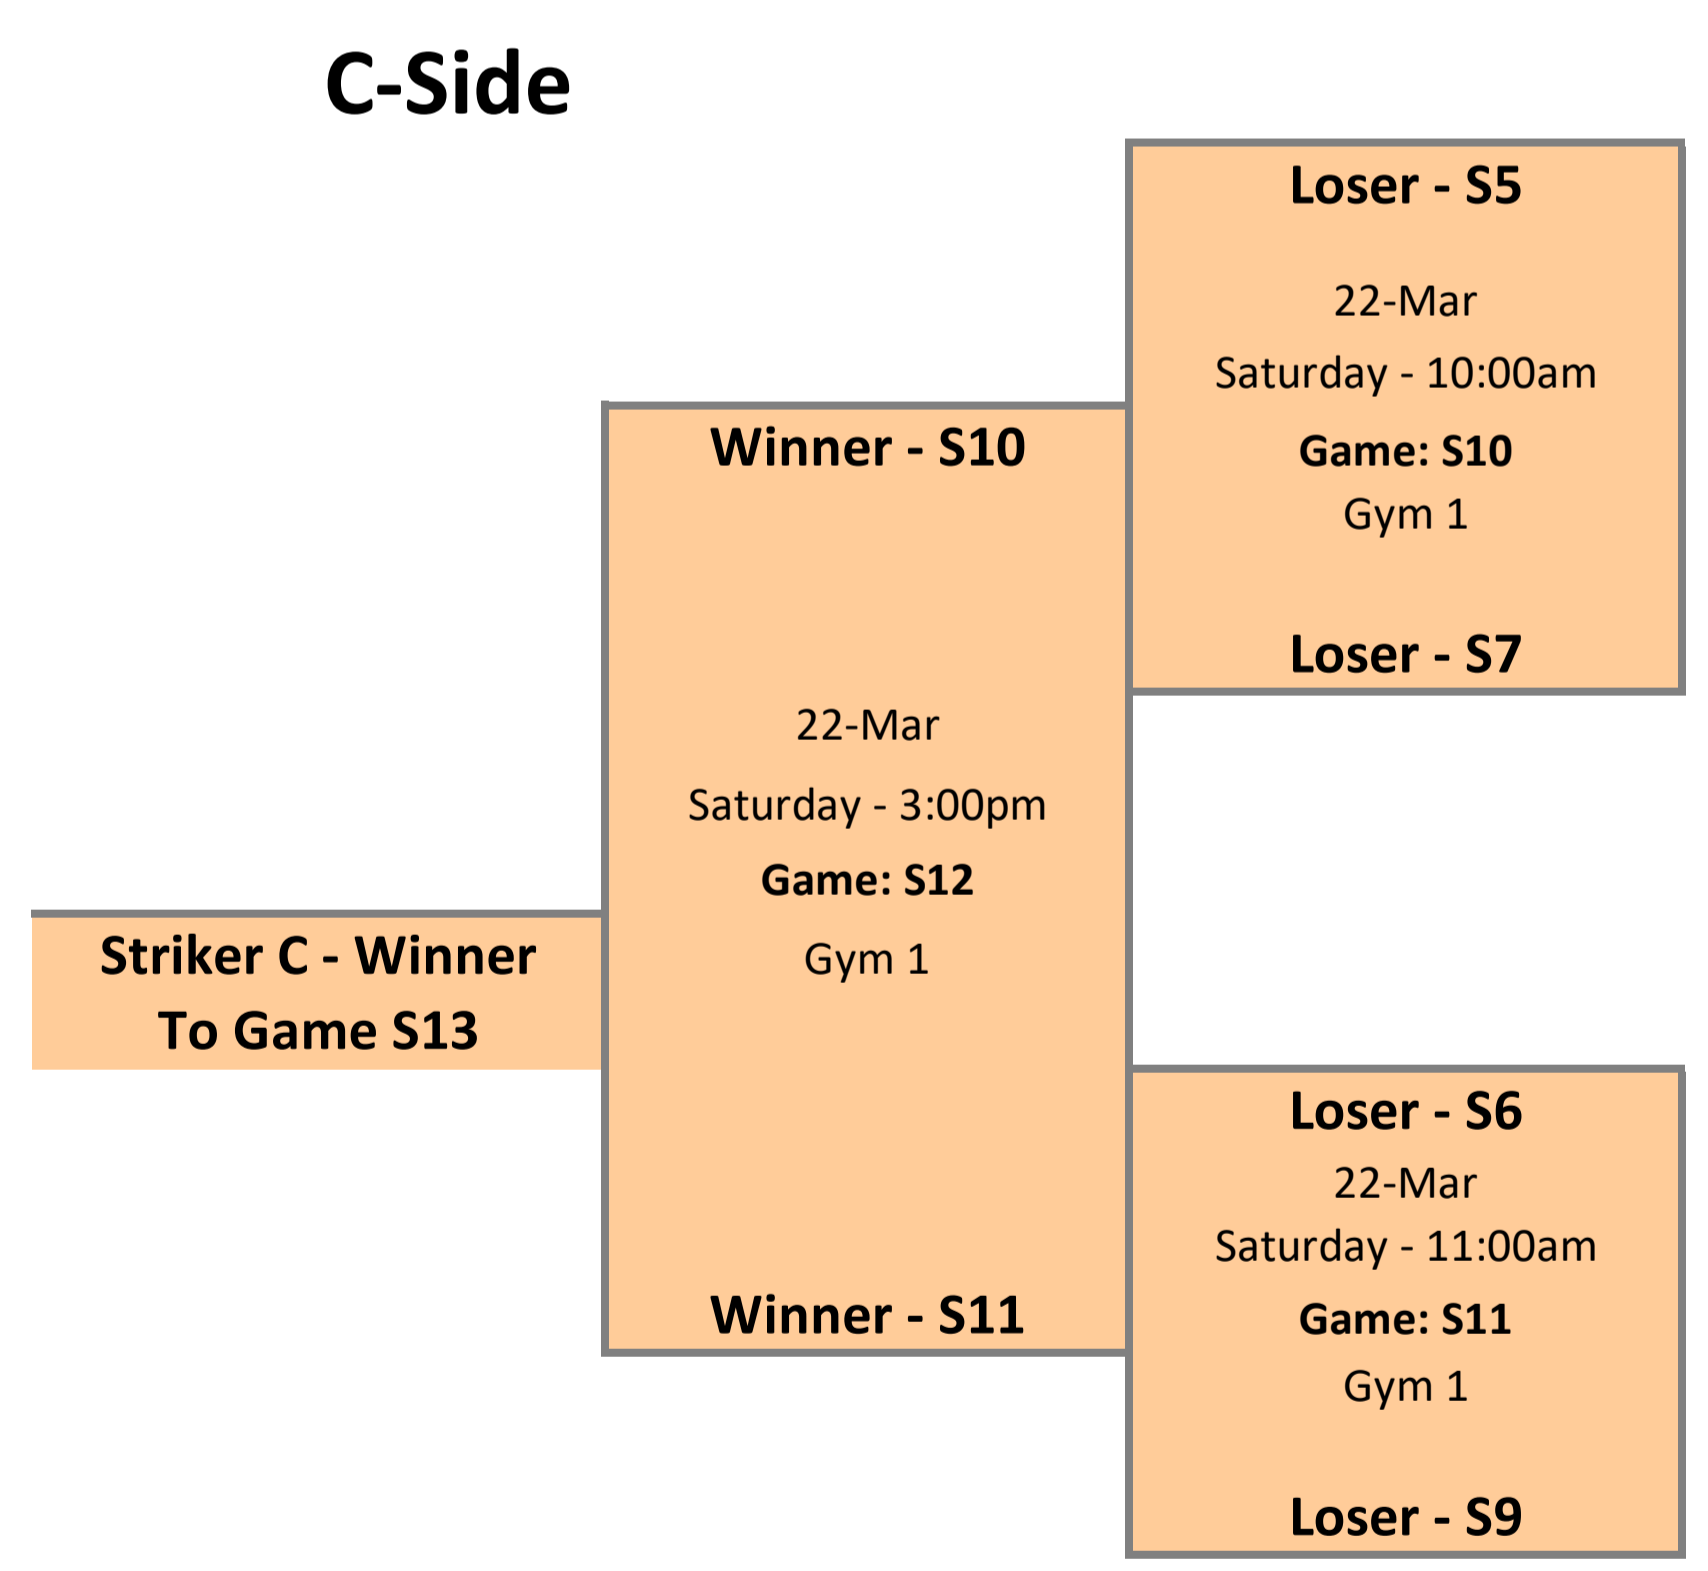 C-Side
Loser - S5
22-Mar
Saturday - 10:00am
Game: S10
Gym 1
Loser - S7
Winner - S10
22-Mar
Saturday - 3:00pm
Game: S12
Gym 1
Winner - S11
Striker C - Winner
To Game S13
Loser - S6
22-Mar
Saturday - 11:00am
Game: S11
Gym 1
Loser - S9